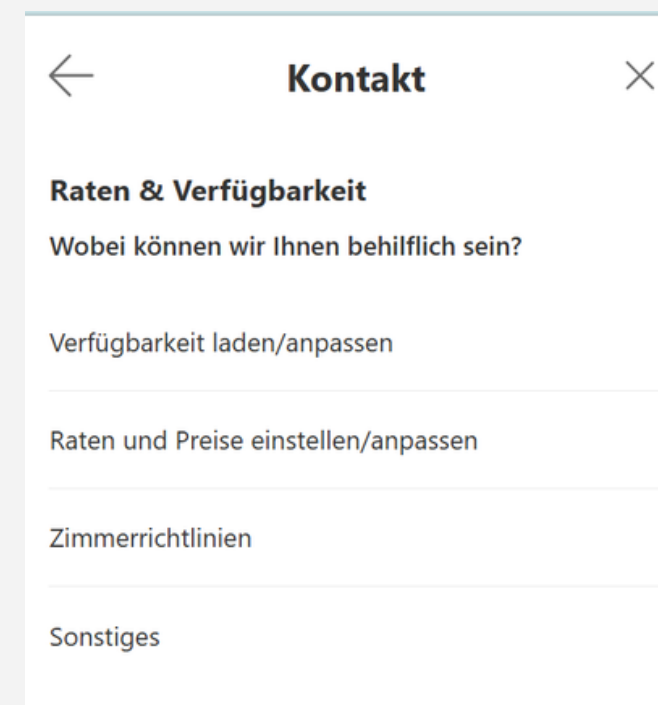 Kontakt
Raten & Verfügbarkeit
Wobei können wir Ihnen behilflich sein?
Verfügbarkeit laden/anpassen
Raten und Preise einstellen/anpassen
Zimmerrichtlinien
Sonstiges